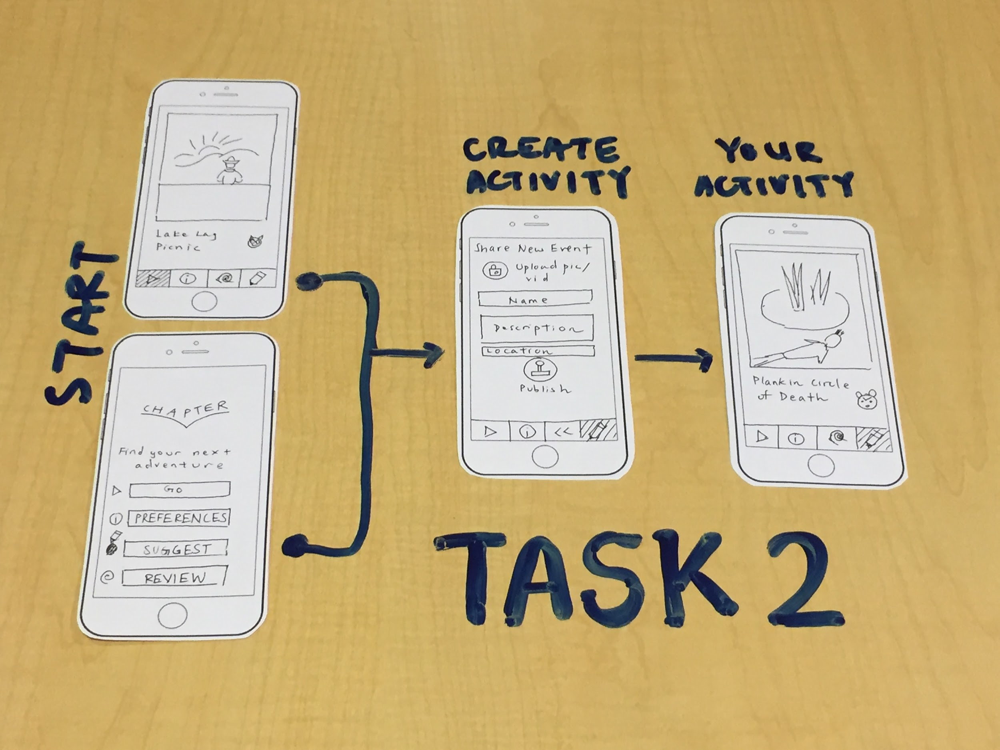 START
Lake Lag
Picnic
CHAPTER
Find your next
adventure
GO
PREFERENCES
SUGGEST
REVIEW
CREATE
ACTIVITY
Share New Event
Upload pic/
vid
Name
Description
Location
Publish
YOUR
ACTIVITY
Plank in Circle
of Death
TASK 2